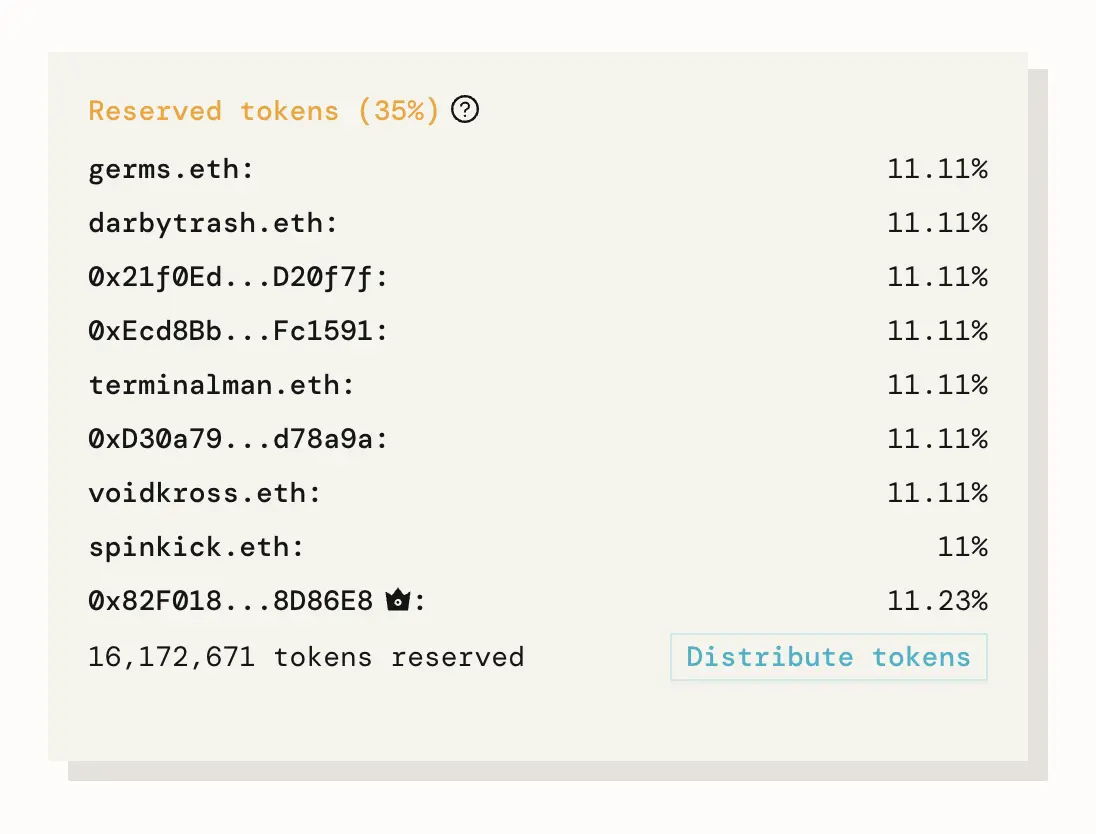 Reserved tokens (35%) ?
germs.eth: 11.11%
darbytrash.eth: 11.11%
0x21f0Ed...D20f7f: 11.11%
0xEcd8Bb...Fc1591: 11.11%
terminalman.eth: 11.11%
0xD30a79...d78a9a: 11.11%
voidkross.eth: 11.11%
spinkick.eth: 11%
0x82F018...8D86E8 : 11.23%
16,172,671 tokens reserved Distribute tokens